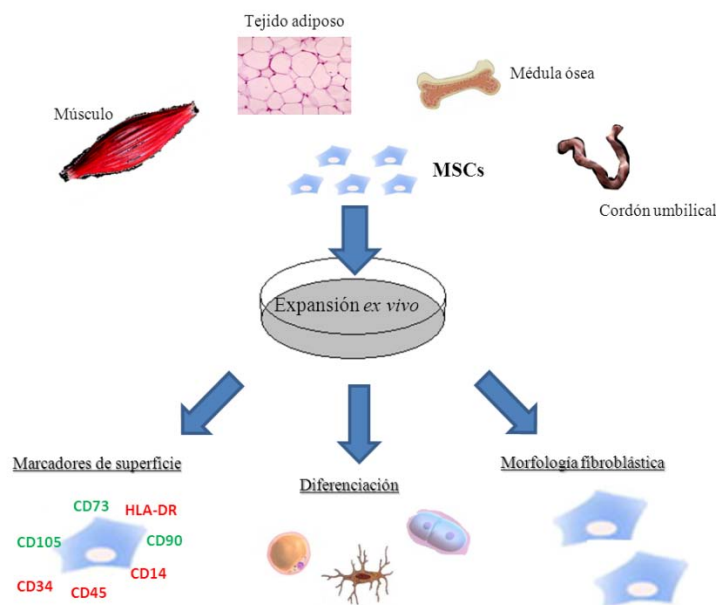 Tejido adiposo
Médula ósea
Músculo
MSCs
Cordón umbilical
Expansión ex vivo
Marcadores de superficie
Diferenciación
Morfología fibroblástica
CD73
HLA-DR
CD105
CD90
CD14
CD34
CD45